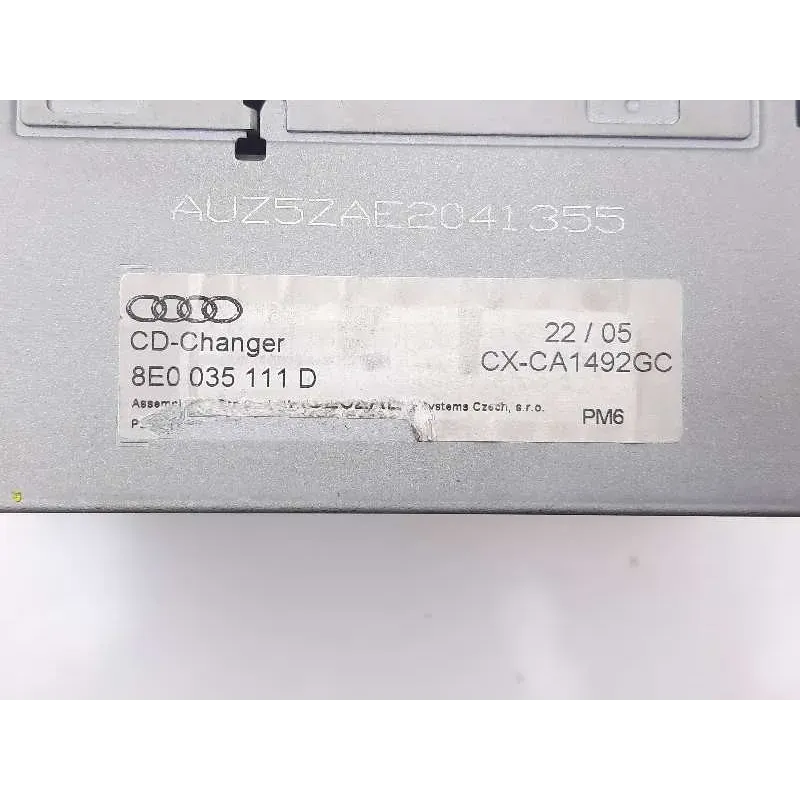 AUZ5ZAE2041355
CD-Changer
22 / 05
8E0 035 111 D
CX-CA1492GC
Systems Czech, s.r.o.
PM6